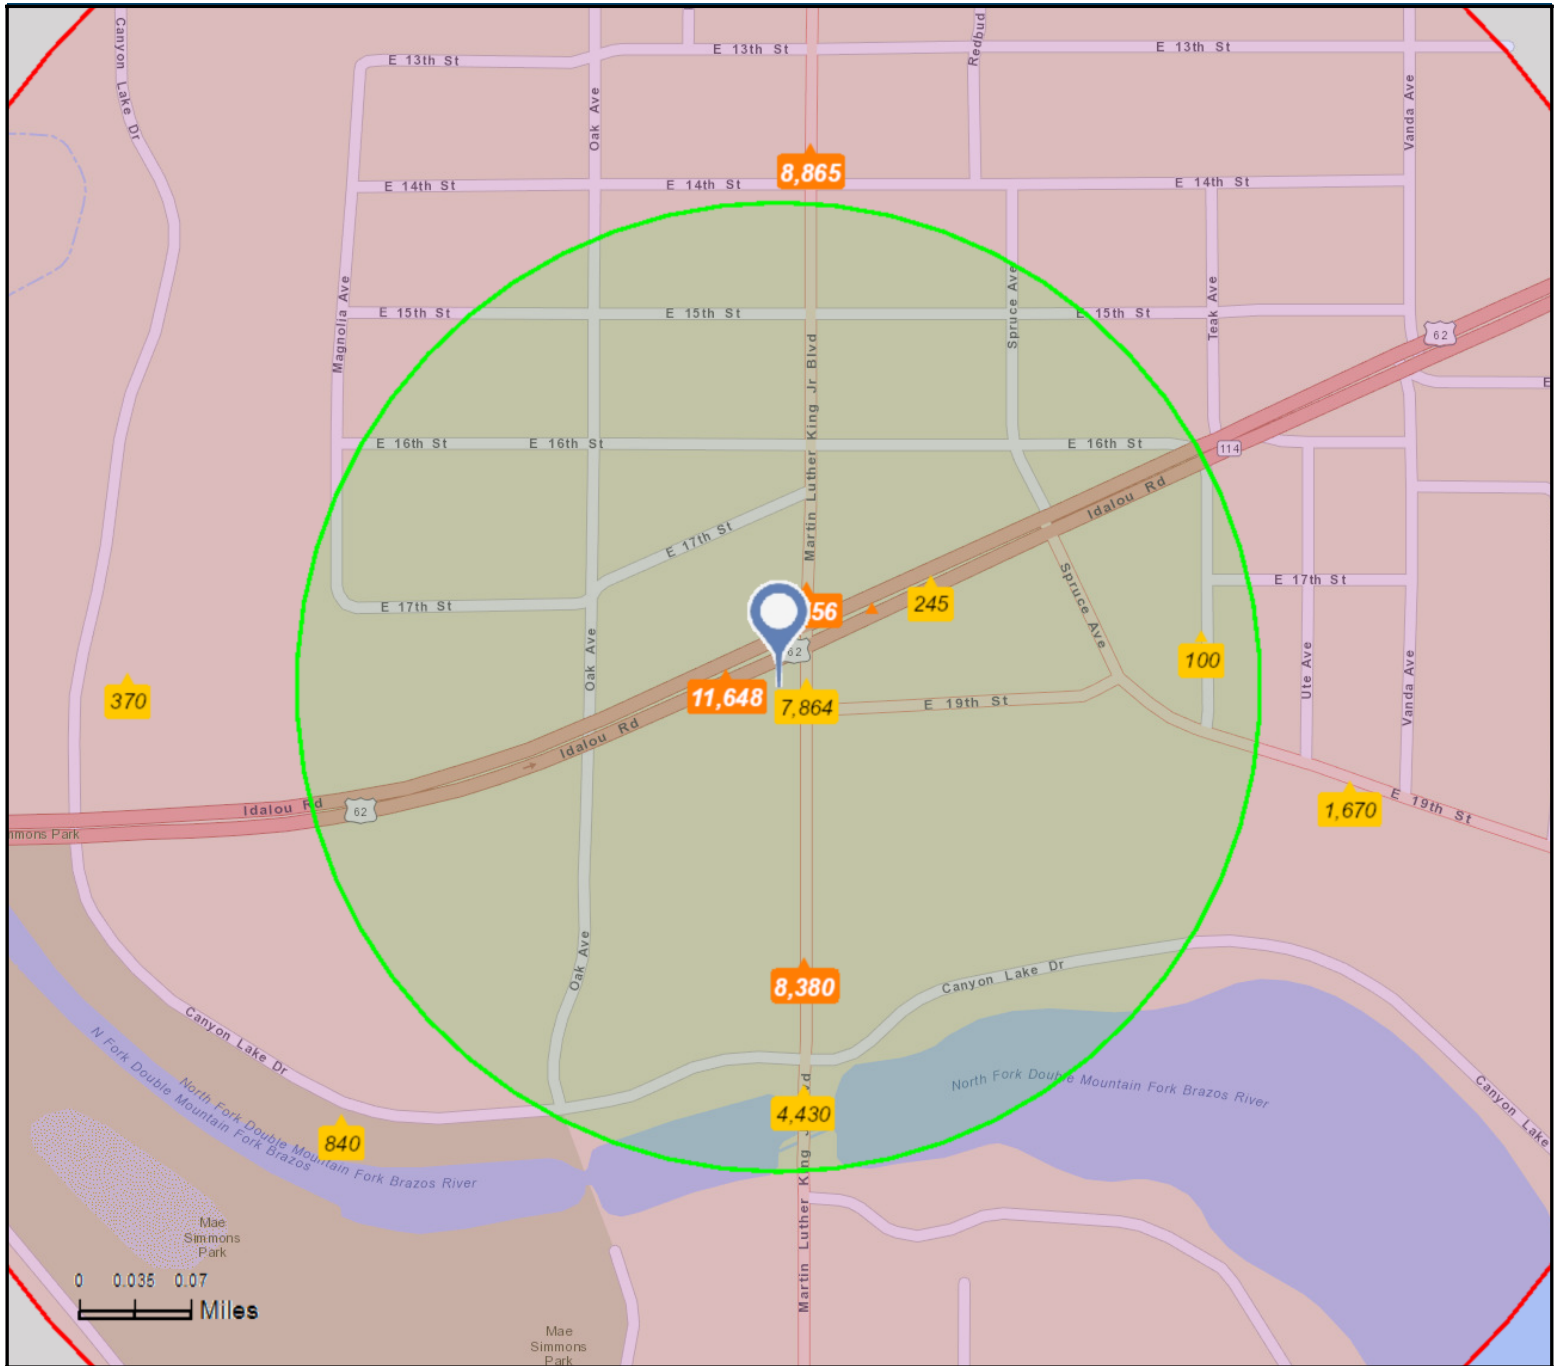 Canyon Lake Dr
E 13th St
E 13th St
E 13th St
Redbud
Oak Ave
Vanda Ave
8,865
E 14th St
E 14th St
E 14th St
Magnolia Ave
E 15th St
E 15th St
E 15th St
Spruce Ave
Teak Ave
62
Martin Luther King Jr Blvd
E 16th St
E 16th St
E 16th St
114
Idalou Rd
E 17th St
E 17th St
E 17th St
Spruce Ave
56
245
62
100
Oak Ave
370
11,648
7,864
E 19th St
Ute Ave
Vanda Ave
Idalou Rd
Idalou Rd
62
mmons Park
1,670
E 19th St
Oak Ave
8,380
Canyon Lake Dr
Canyon Lake Dr
N Fork Double Mountain Fork Brazos
North Fork Double Mountain Fork Brazos River
North Fork Double Mountain Fork Brazos River
Canyon Lake
4,430
840
Martin Luther King J
d
Mae
Simmons
Park
0 0.035 0.07
Miles
Mae
Simmons
Park